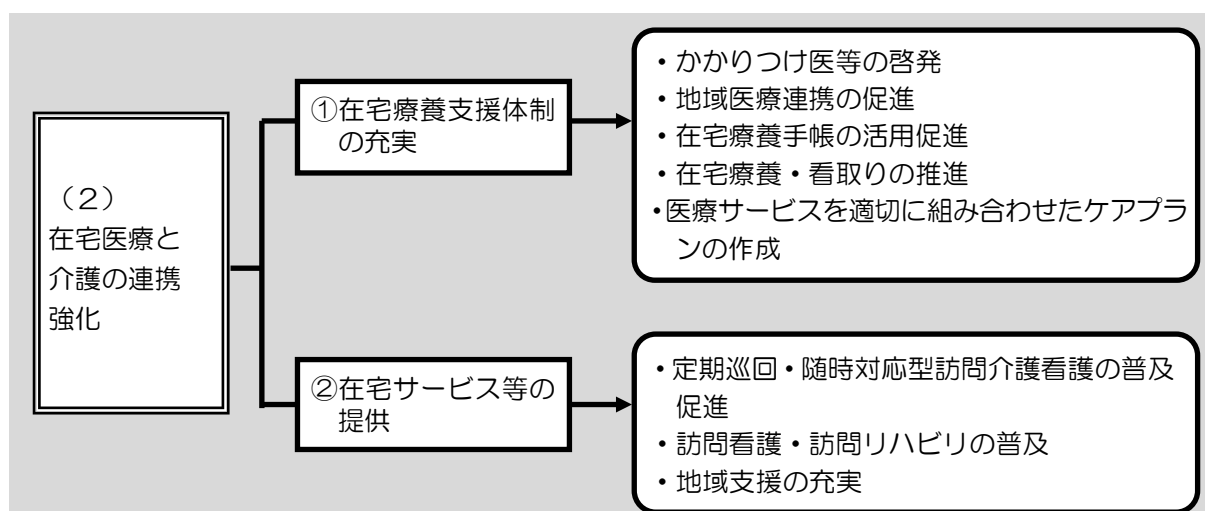 (2)
在宅医療と
介護の連携
強化
①在宅療養支援体制
の充実
・かかりつけ医等の啓発
・地域医療連携の促進
・在宅療養手帳の活用促進
・在宅療養・看取りの推進
・医療サービスを適切に組み合わせたケアプラ
ンの作成
②在宅サービス等の
提供
・定期巡回・随時対応型訪問介護看護の普及
促進
・訪問看護・訪問リハビリの普及
・地域支援の充実